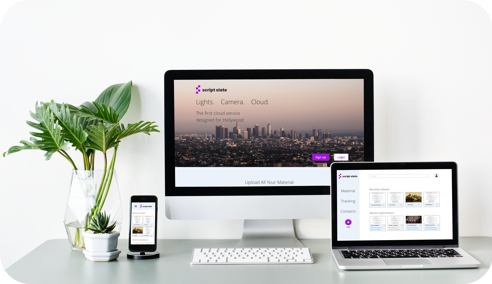 script slate
Lights. Camera. Cloud.
The first cloud service
designed for Hollywood
Sign up
Login
Upload All Your Material
script slate
Material
Tracking
Contacts